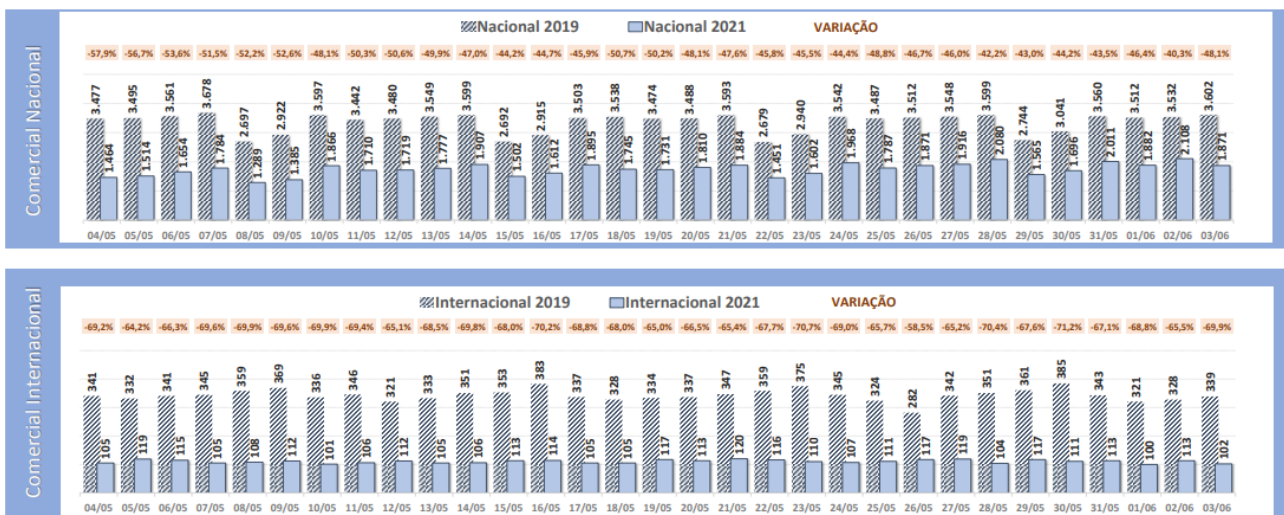 Comercial Nacional
Nacional 2019 Nacional 2021 VARIAÇÃO
-57,9% -56,7% -53,6% -51,5% -52,2% -52,6% -48,1% -50,3% -50,6% -49,9% -47,0% -44,2% -44,7% -45,9% -50,7% -50,2% -48,1% -47,6% -45,8% -45,5% -44,4% -48,8% -46,7% -46,0% -42,2% -43,0% -44,2% -43,5% -46,4% -40,3% -48,1%
3.477 3.495 3.561 3.678 2.697 2.922 3.597 3.442 3.480 3.549 3.599 2.692 2.915 3.503 3.538 3.474 3.488 3.593 2.679 2.940 3.542 3.487 3.512 3.548 3.599 2.744 3.041 3.560 3.512 3.532 3.602
1.464 1.514 1.654 1.784 1.289 1.385 1.866 1.710 1.719 1.777 1.907 1.502 1.612 1.895 1.745 1.731 1.810 1.884 1.451 1.602 1.968 1.787 1.871 1.916 2.080 1.565 1.696 2.011 1.882 2.108 1.871
04/05 05/05 06/05 07/05 08/05 09/05 10/05 11/05 12/05 13/05 14/05 15/05 16/05 17/05 18/05 19/05 20/05 21/05 22/05 23/05 24/05 25/05 26/05 27/05 28/05 29/05 30/05 31/05 01/06 02/06 03/06
Comercial Internacional
Internacional 2019 Internacional 2021 VARIAÇÃO
-69,2% -64,2% -66,3% -69,6% -69,9% -69,6% -69,9% -69,4% -65,1% -68,5% -69,8% -68,0% -70,2% -68,8% -68,0% -65,0% -66,5% -65,4% -67,7% -70,7% -69,0% -65,7% -58,5% -65,2% -70,4% -67,6% -71,2% -67,1% -68,8% -65,5% -69,9%
341 332 341 345 359 369 336 346 321 333 351 353 383 337 328 334 337 347 359 375 345 324 282 342 351 361 385 343 321 328 339
105 119 115 105 108 112 101 106 112 105 106 113 114 105 105 117 113 120 116 110 107 111 117 119 104 117 111 113 100 113 102
04/05 05/05 06/05 07/05 08/05 09/05 10/05 11/05 12/05 13/05 14/05 15/05 16/05 17/05 18/05 19/05 20/05 21/05 22/05 23/05 24/05 25/05 26/05 27/05 28/05 29/05 30/05 31/05 01/06 02/06 03/06